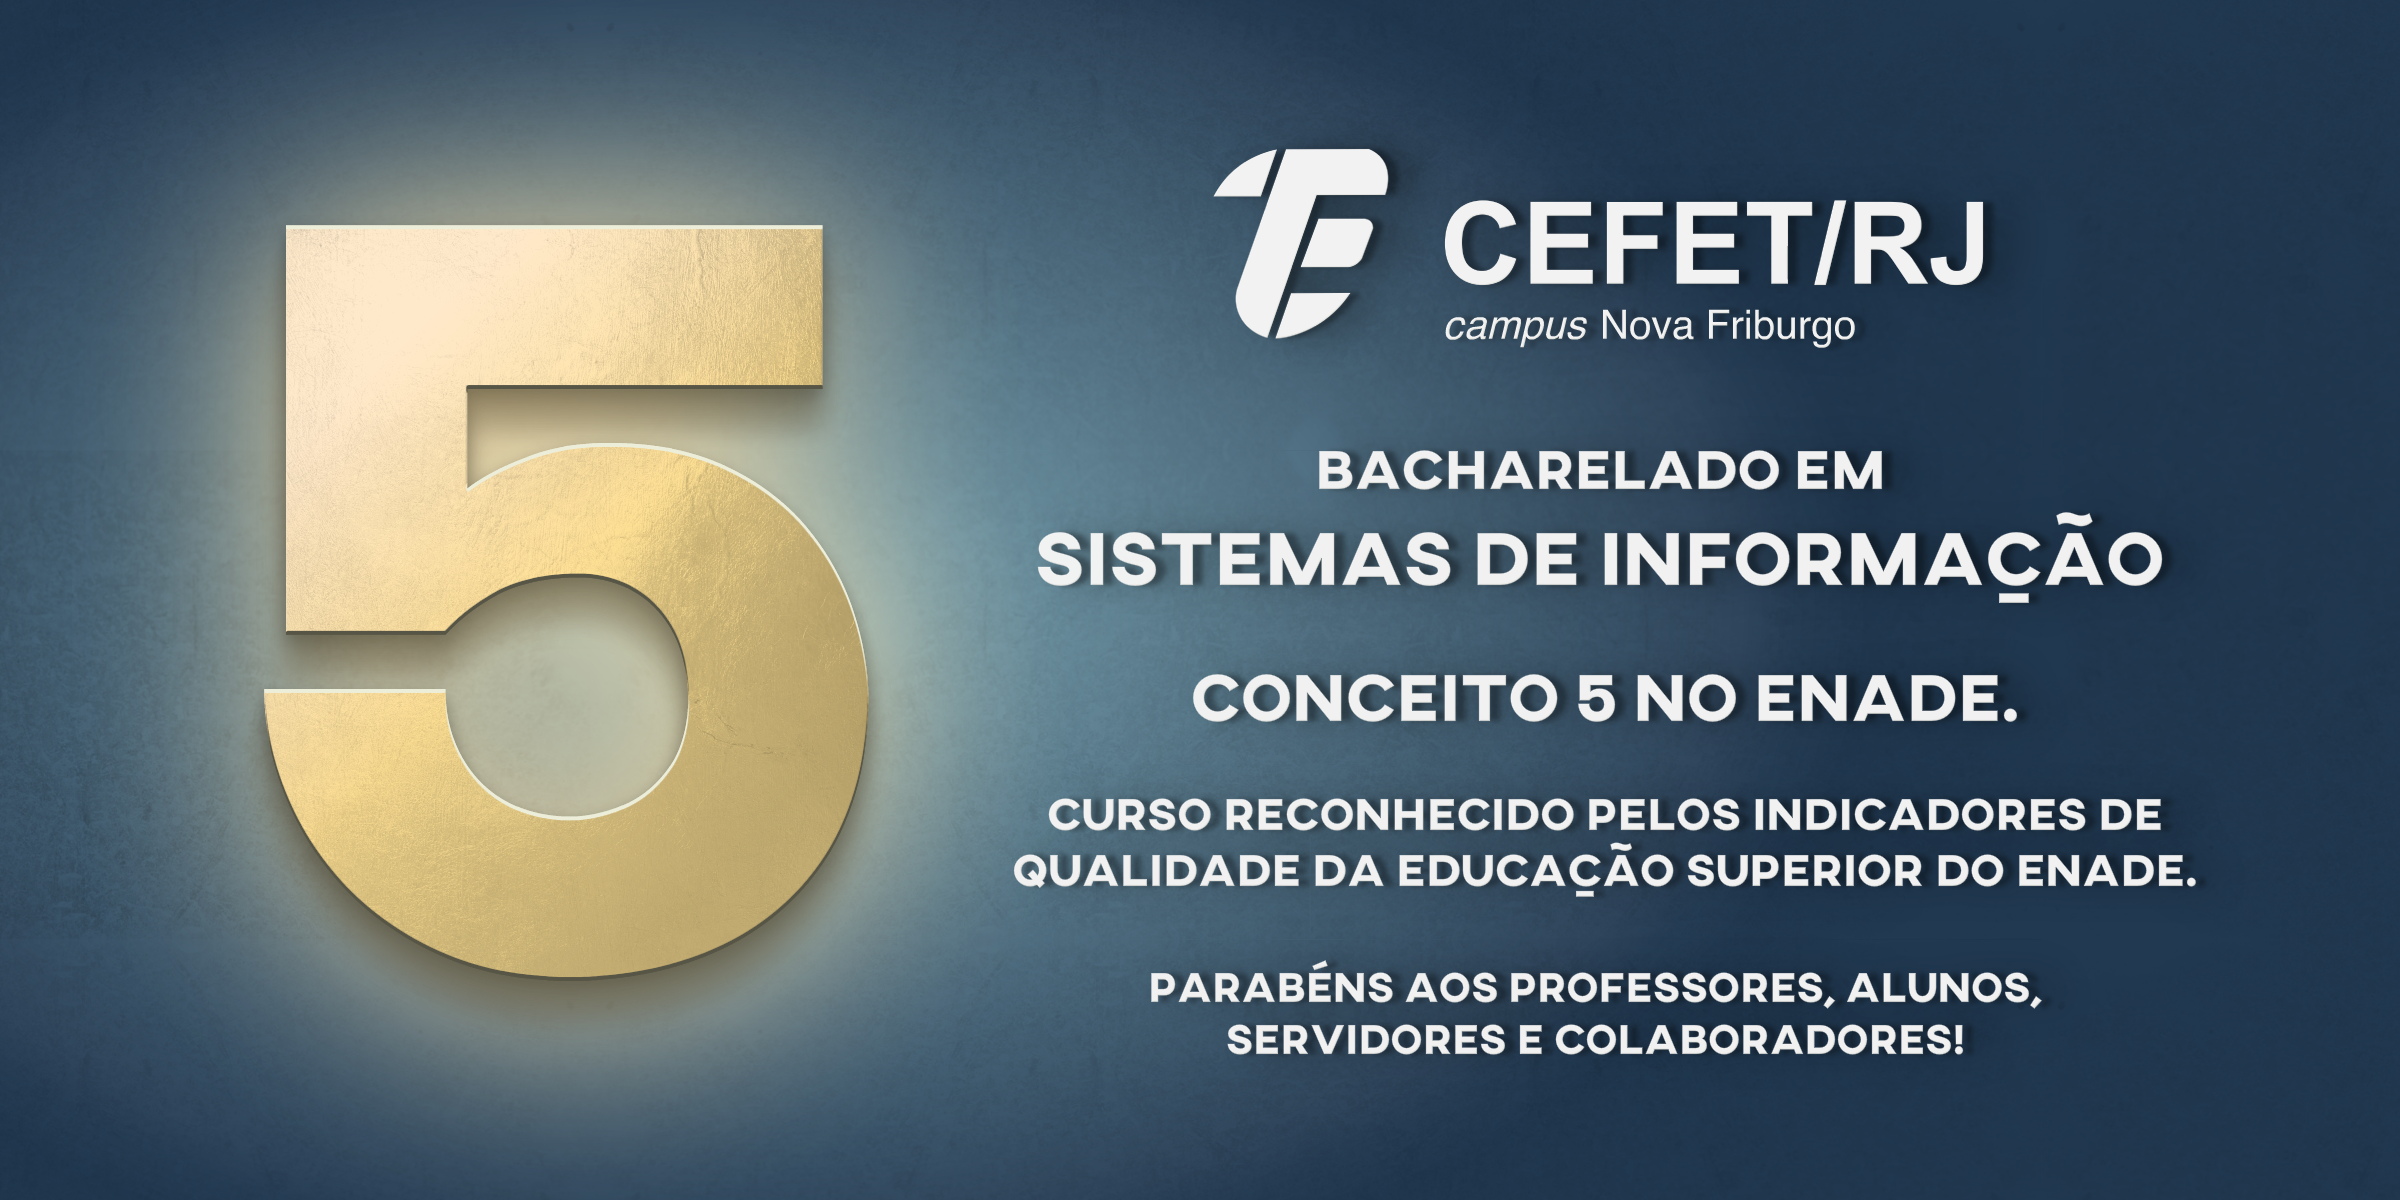 5
CEFET/RJ
campus Nova Friburgo
BACHARELADO EM
SISTEMAS DE INFORMAÇÃO
CONCEITO 5 NO ENADE.
CURSO RECONHECIDO PELOS INDICADORES DE
QUALIDADE DA EDUCAÇÃO SUPERIOR DO ENADE.
PARABÉNS AOS PROFESSORES, ALUNOS,
SERVIDORES E COLABORADORES!